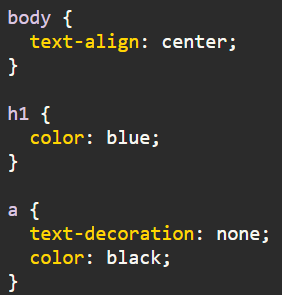 body {
  text-align: center;
}

h1 {
  color: blue;
}

a {
  text-decoration: none;
  color: black;
}